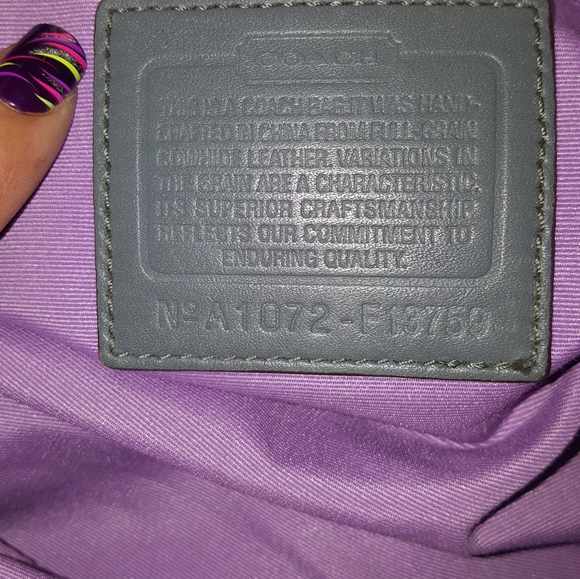 COACH
THIS IS A COACH BAG. IT WAS HAND-
CRAFTED IN CHINA FROM FULL GRAIN
COWHIDE LEATHER. VARIATIONS IN
THE GRAIN ARE A CHARACTERISTIC.
ITS SUPERIOR CRAFTSMANSHIP
REFLECTS OUR COMMITMENT TO
ENDURING QUALITY.
Nº A1072-F13759